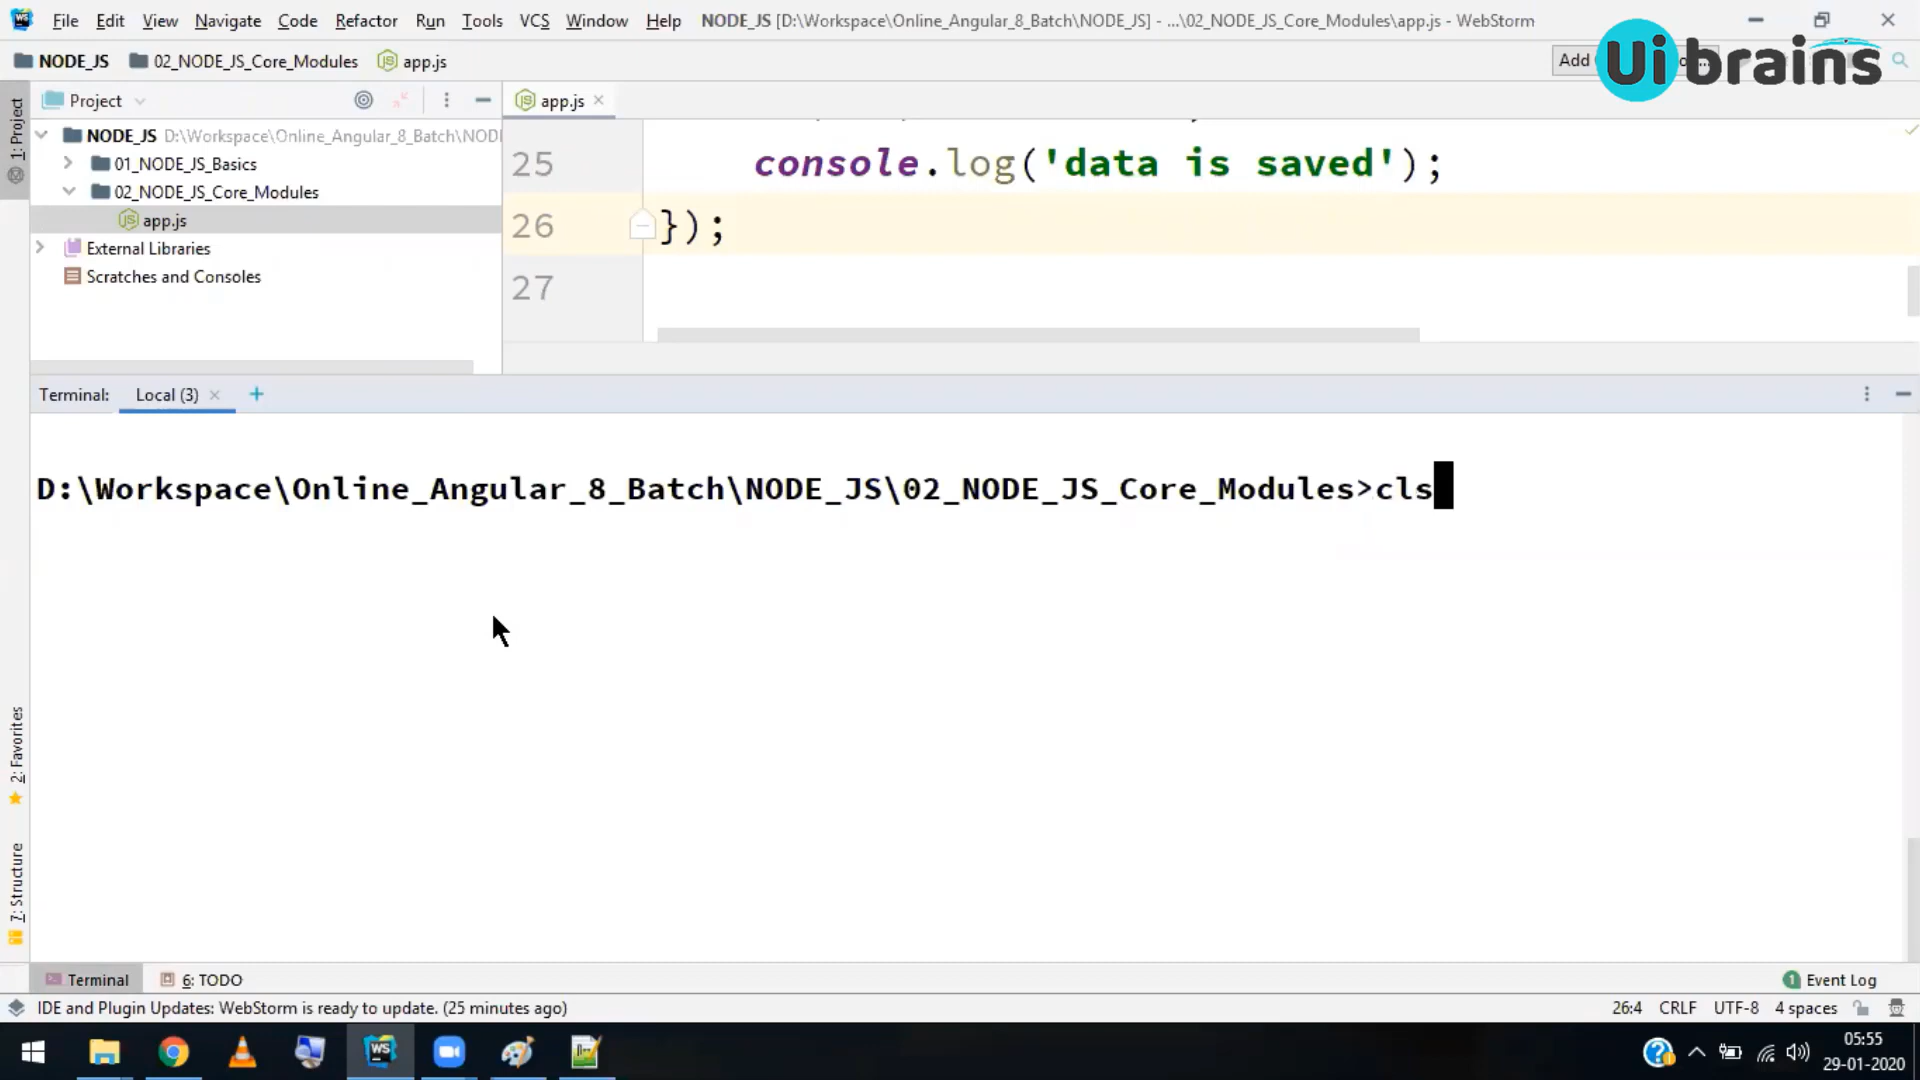 File Edit View Navigate Code Refactor Run Tools VCS Window Help NODE_JS [D:\Workspace\Online_Angular_8_Batch\NODE_JS] - ...\02_NODE_JS_Core_Modules\app.js - WebStorm
NODE_JS 02_NODE_JS_Core_Modules app.js Add
Ui brains
1: Project
Project
app.js
NODE_JS D:\Workspace\Online_Angular_8_Batch\NODE
01_NODE_JS_Basics
02_NODE_JS_Core_Modules
app.js
External Libraries
Scratches and Consoles
25 console.log('data is saved');
26 });
27
Terminal: Local (3)
D:\Workspace\Online_Angular_8_Batch\NODE_JS\02_NODE_JS_Core_Modules>cls
2: Favorites
7: Structure
Terminal 6: TODO
1 Event Log
IDE and Plugin Updates: WebStorm is ready to update. (25 minutes ago)
26:4 CRLF UTF-8 4 spaces
WS
05:55
29-01-2020